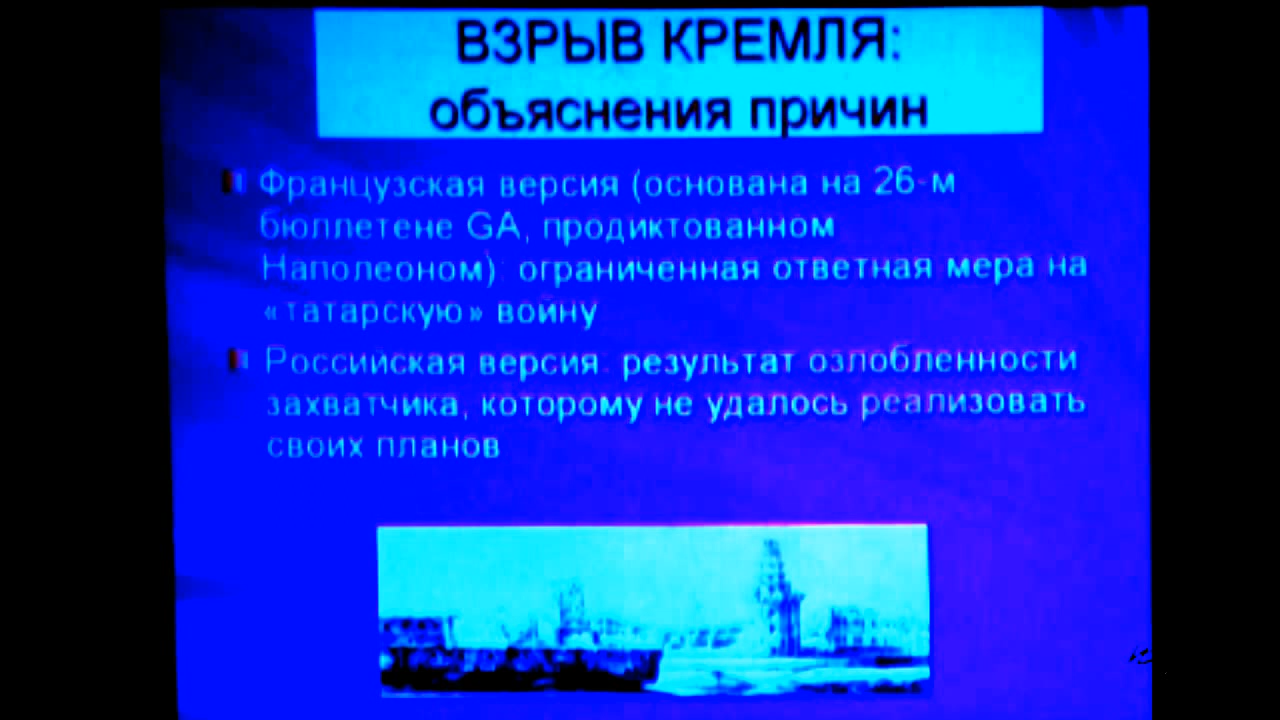 ВЗРЫВ КРЕМЛЯ:
объяснения причин
Французская версия (основана на 26-м
бюллетене GA, продиктованном
Наполеоном): ограниченная ответная мера на
«татарскую» войну
Российская версия: результат озлобленности
захватчика, которому не удалось реализовать
своих планов